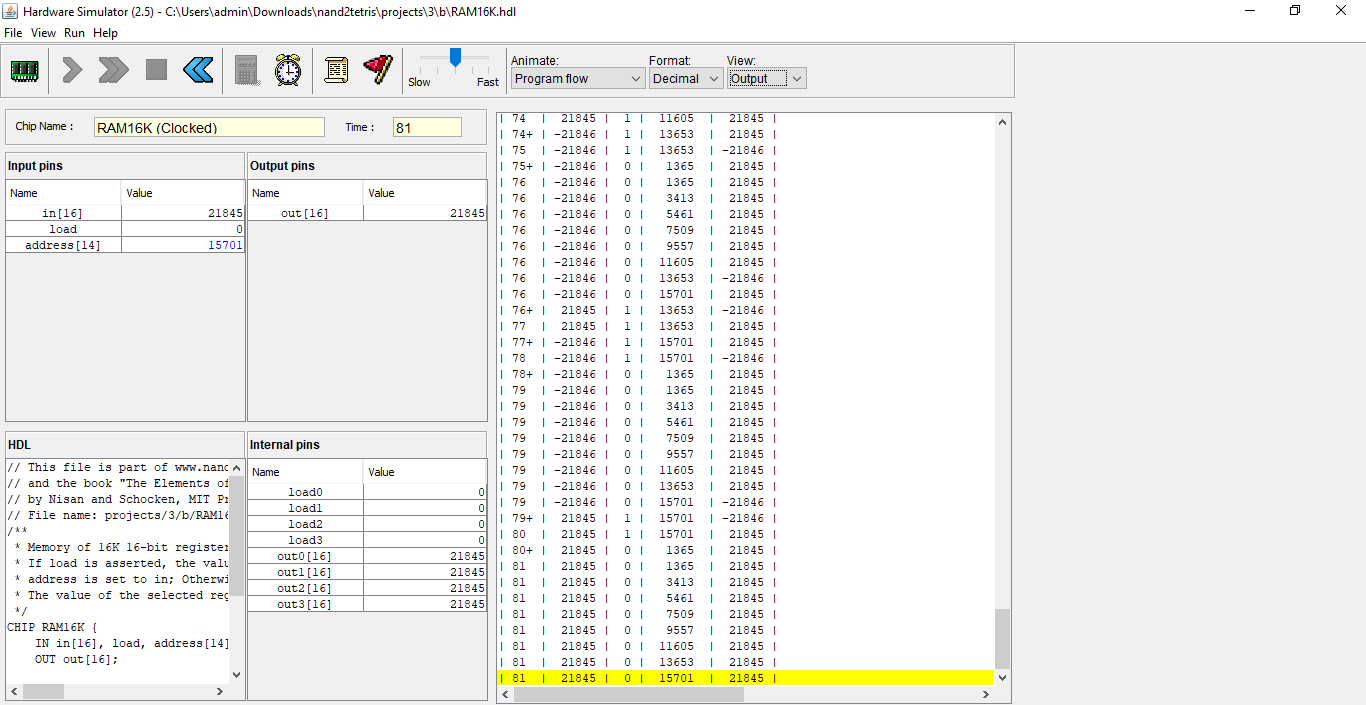 Hardware Simulator (2.5) - C:\Users\admin\Downloads\nand2tetris\projects\3\b\RAM16K.hdl
File View Run Help
Slow Fast
Animate: Format: View:
Program flow Decimal Output
Chip Name : RAM16K (Clocked) Time : 81
Input pins
Name Value
in[16] 21845
load 0
address[14] 15701
Output pins
Name Value
out[16] 21845
HDL
// This file is part of www.nand
// and the book "The Elements of
// by Nisan and Schocken, MIT Pr
// File name: projects/3/b/RAM16
/**
* Memory of 16K 16-bit register
* If load is asserted, the valu
* address is set to in; Otherwi
* The value of the selected reg
*/
CHIP RAM16K {
IN in[16], load, address[14]
OUT out[16];
Internal pins
Name Value
load0 0
load1 0
load2 0
load3 0
out0[16] 21845
out1[16] 21845
out2[16] 21845
out3[16] 21845
| 74 | 21845 | 1 | 11605 | 21845 |
| 74+ | -21846 | 1 | 13653 | 21845 |
| 75 | -21846 | 1 | 13653 | -21846 |
| 75+ | -21846 | 0 | 1365 | 21845 |
| 76 | -21846 | 0 | 1365 | 21845 |
| 76 | -21846 | 0 | 3413 | 21845 |
| 76 | -21846 | 0 | 5461 | 21845 |
| 76 | -21846 | 0 | 7509 | 21845 |
| 76 | -21846 | 0 | 9557 | 21845 |
| 76 | -21846 | 0 | 11605 | 21845 |
| 76 | -21846 | 0 | 13653 | -21846 |
| 76 | -21846 | 0 | 15701 | 21845 |
| 76+ | 21845 | 1 | 13653 | -21846 |
| 77 | 21845 | 1 | 13653 | 21845 |
| 77+ | -21846 | 1 | 15701 | 21845 |
| 78 | -21846 | 1 | 15701 | -21846 |
| 78+ | -21846 | 0 | 1365 | 21845 |
| 79 | -21846 | 0 | 1365 | 21845 |
| 79 | -21846 | 0 | 3413 | 21845 |
| 79 | -21846 | 0 | 5461 | 21845 |
| 79 | -21846 | 0 | 7509 | 21845 |
| 79 | -21846 | 0 | 9557 | 21845 |
| 79 | -21846 | 0 | 11605 | 21845 |
| 79 | -21846 | 0 | 13653 | 21845 |
| 79 | -21846 | 0 | 15701 | -21846 |
| 79+ | 21845 | 1 | 15701 | -21846 |
| 80 | 21845 | 1 | 15701 | 21845 |
| 80+ | 21845 | 0 | 1365 | 21845 |
| 81 | 21845 | 0 | 1365 | 21845 |
| 81 | 21845 | 0 | 3413 | 21845 |
| 81 | 21845 | 0 | 5461 | 21845 |
| 81 | 21845 | 0 | 7509 | 21845 |
| 81 | 21845 | 0 | 9557 | 21845 |
| 81 | 21845 | 0 | 11605 | 21845 |
| 81 | 21845 | 0 | 13653 | 21845 |
| 81 | 21845 | 0 | 15701 | 21845 |